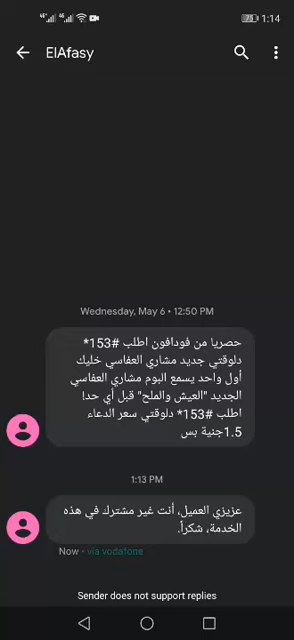 1:14
ElAfasy
Wednesday, May 6 • 12:50 PM
حصريا من فودافون اطلب #153*
دلوقتي جديد مشاري العفاسي خليك
أول واحد يسمع البوم مشاري العفاسي
الجديد "العيش والملح" قبل أي حد!
اطلب #153* دلوقتي سعر الدعاء
1.5جنية بس
1:13 PM
عزيزي العميل، أنت غير مشترك في هذه
الخدمة، شكراً.
Now · via vodafone
Sender does not support replies